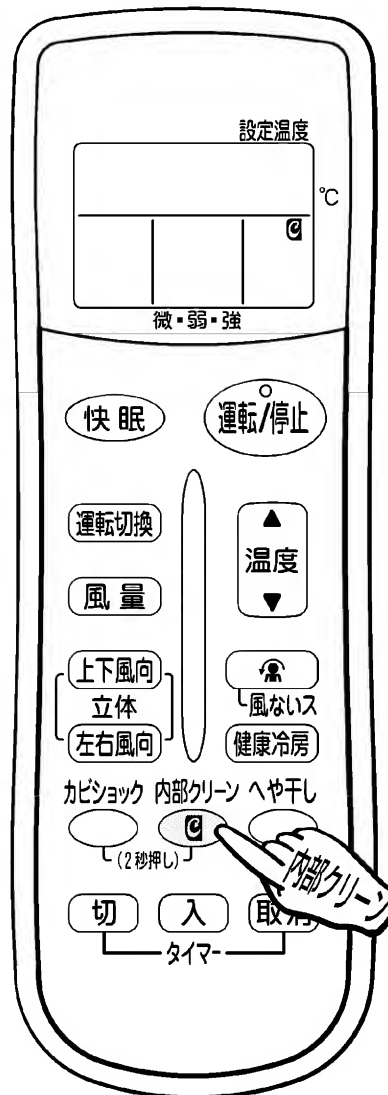 設定温度
℃
微・弱・強
快眠
運転/停止
運転切換
温度
風量
上下風向
立体
風ないス
左右風向
健康冷房
カビショック 内部クリーン へや干し
(2秒押し)
内部クリーン
切 入 取消
タイマー